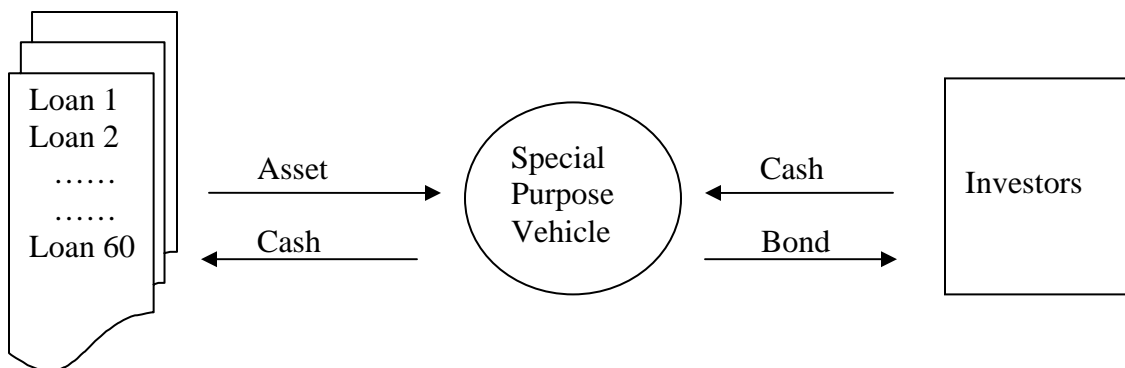 Loan 1
Loan 2
……
……
Loan 60
Asset
Cash
Special
Purpose
Vehicle
Cash
Bond
Investors